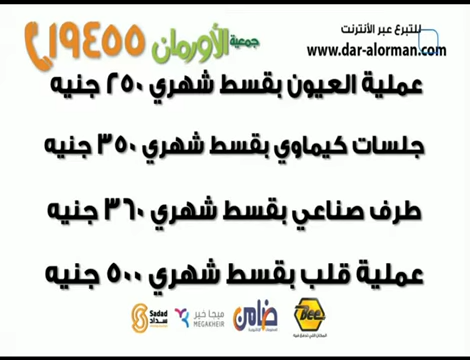 للتبرع عبر الأنترنت
www.dar-alorman.com
جمعية الأورمان
١٩٤٥٥
عملية العيون بقسط شهري ٢٥٠ جنيه
جلسات كيماوي بقسط شهري ٣٥٠ جنيه
طرف صناعي بقسط شهري ٣٦٠ جنيه
عملية قلب بقسط شهري ٥٠٠ جنيه
Bee
ضامن
ميجا خير
MEGAKHEIR
Sadad
سداد